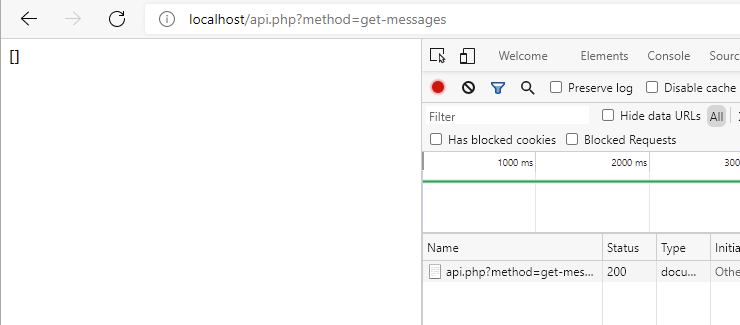 localhost/api.php?method=get-messages
[]
Welcome Elements Console Sourc
Preserve log Disable cache
Filter Hide data URLs All
Has blocked cookies Blocked Requests
1000 ms 2000 ms 300
Name Status Type Initia
api.php?method=get-mes... 200 docu... Othe